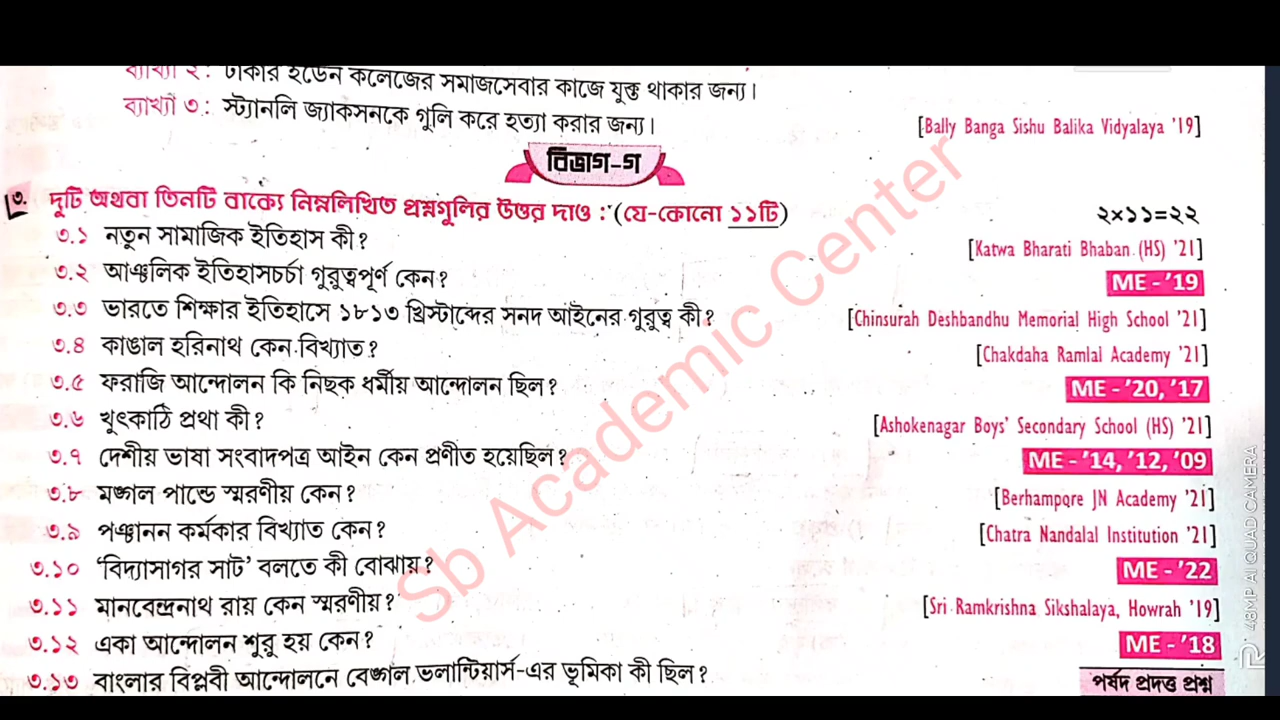 ব্যাখ্যা ২ : ঢাকার ইডেন কলেজের সমাজসেবার কাজে যুক্ত থাকার জন্য।
ব্যাখ্যা ৩ : স্ট্যানলি জ্যাকসনকে গুলি করে হত্যা করার জন্য।
[Bally Banga Sishu Balika Vidyalaya '19]
বিভাগ-গ
৩. দুটি অথবা তিনটি বাক্যে নিম্নলিখিত প্রশ্নগুলির উত্তর দাও : (যে-কোনো ১১টি) ২×১১=২২
৩.১ নতুন সামাজিক ইতিহাস কী? [Katwa Bharati Bhaban (HS) '21]
৩.২ আঞ্চলিক ইতিহাসচর্চা গুরুত্বপূর্ণ কেন? ME - '19
৩.৩ ভারতে শিক্ষার ইতিহাসে ১৮১৩ খ্রিস্টাব্দের সনদ আইনের গুরুত্ব কী? [Chinsurah Deshbandhu Memorial High School '21]
৩.৪ কাঙাল হরিনাথ কেন বিখ্যাত? [Chakdaha Ramlal Academy '21]
৩.৫ ফরাজি আন্দোলন কি নিছক ধর্মীয় আন্দোলন ছিল? ME - '20, '17
৩.৬ খুৎকাঠি প্রথা কী? [Ashokenagar Boys' Secondary School (HS) '21]
৩.৭ দেশীয় ভাষা সংবাদপত্র আইন কেন প্রণীত হয়েছিল? ME - '14, '12, '09
৩.৮ মঙ্গল পান্ডে স্মরণীয় কেন? [Berhampore JN Academy '21]
৩.৯ পঞ্চানন কর্মকার বিখ্যাত কেন? [Chatra Nandalal Institution '21]
৩.১০ 'বিদ্যাসাগর সাট' বলতে কী বোঝায়? ME - '22
৩.১১ মানবেন্দ্রনাথ রায় কেন স্মরণীয়? [Sri Ramkrishna Sikshalaya, Howrah '19]
৩.১২ একা আন্দোলন শুরু হয় কেন? ME - '18
৩.১৩ বাংলার বিপ্লবী আন্দোলনে বেঙ্গল ভলান্টিয়ার্স-এর ভূমিকা কী ছিল? পর্ষদ প্রদত্ত প্রশ্ন
Sb Academic Center
48MP AI QUAD CAMERA